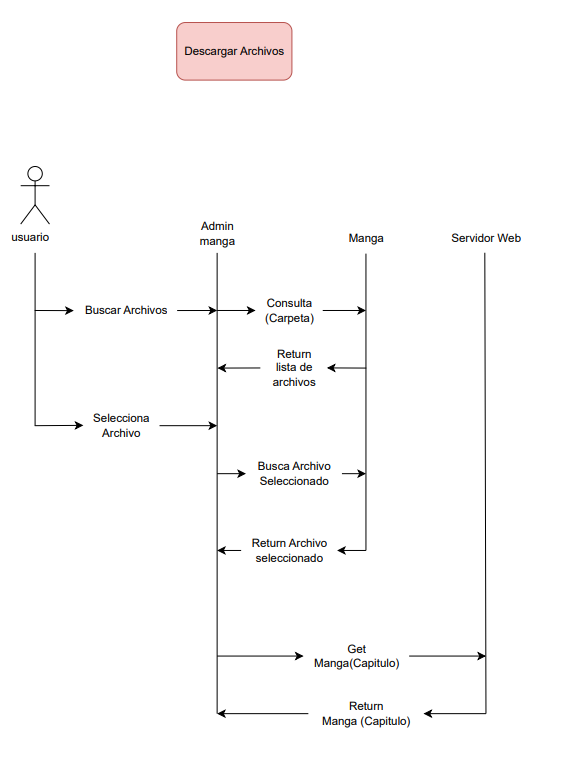 Descargar Archivos
usuario
Admin
manga
Manga
Servidor Web
Buscar Archivos
Consulta
(Carpeta)
Return
lista de
archivos
Selecciona
Archivo
Busca Archivo
Seleccionado
Return Archivo
seleccionado
Get
Manga(Capitulo)
Return
Manga (Capitulo)